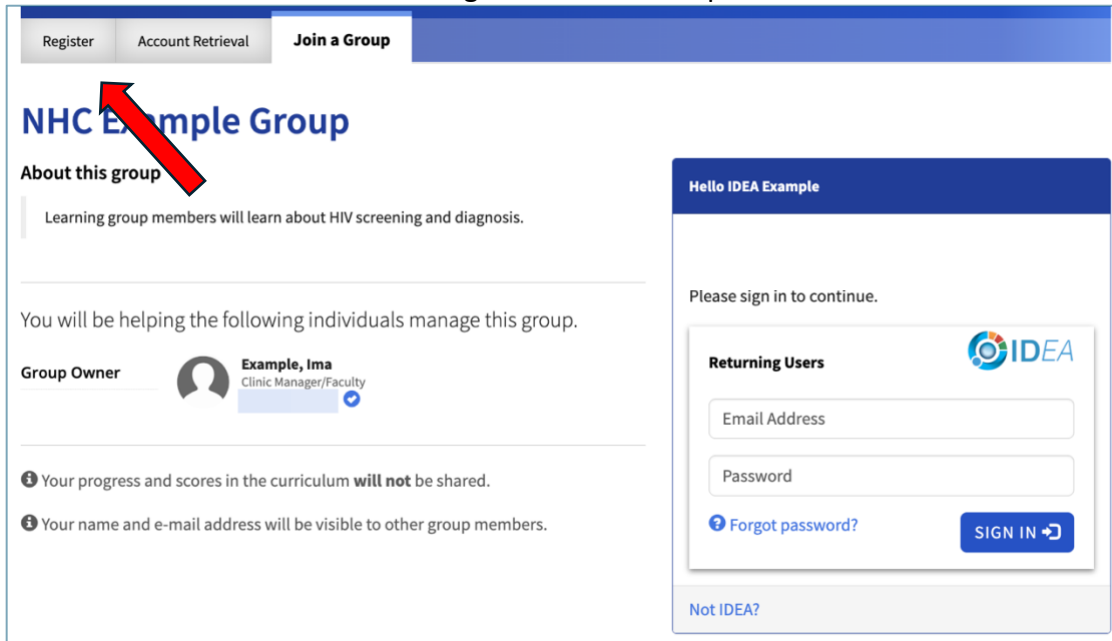 Register Account Retrieval Join a Group
NHC Example Group
About this group
Learning group members will learn about HIV screening and diagnosis.
You will be helping the following individuals manage this group.
Group Owner
Example, Ima
Clinic Manager/Faculty
Your progress and scores in the curriculum will not be shared.
Your name and e-mail address will be visible to other group members.
Hello IDEA Example
Please sign in to continue.
Returning Users
IDEA
Email Address
Password
Forgot password?
SIGN IN
Not IDEA?